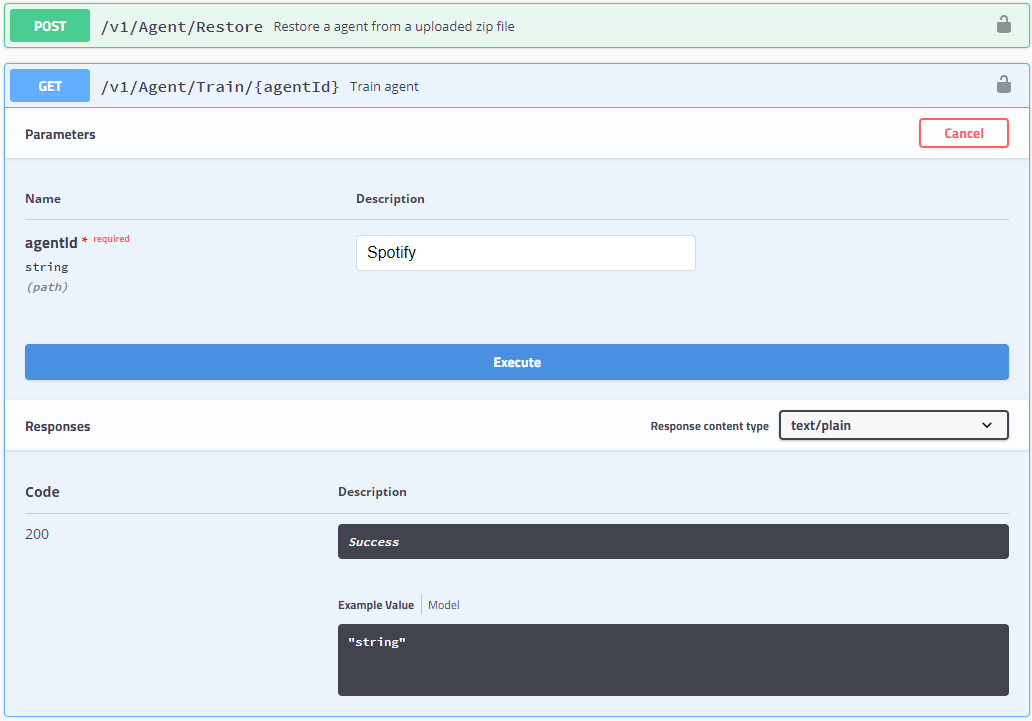 POST /v1/Agent/Restore Restore a agent from a uploaded zip file
GET /v1/Agent/Train/{agentId} Train agent
Parameters Cancel
Name Description
agentId * required Spotify
string
(path)
Execute
Responses Response content type text/plain
Code Description
200 Success
Example Value Model
"string"